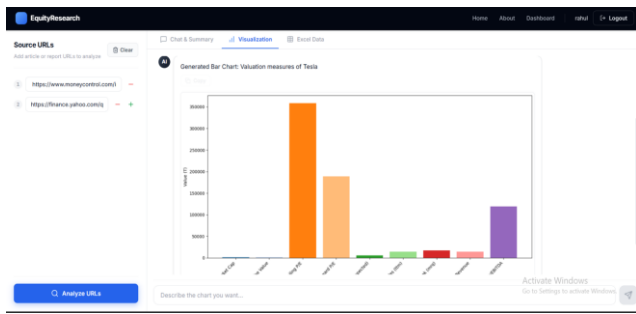 EquityResearch
Home About Dashboard rahul Logout
Source URLs
Add article or report URLs to analyze
Clear
1 https://www.moneycontrol.com/i
2 https://finance.yahoo.com/q
Analyze URLs
Chat & Summary Visualization Excel Data
AI
Generated Bar Chart: Valuation measures of Tesla
Value (T)
350000
300000
250000
200000
150000
100000
50000
0
Activate Windows
Go to Settings to activate Windows.
Describe the chart you want...